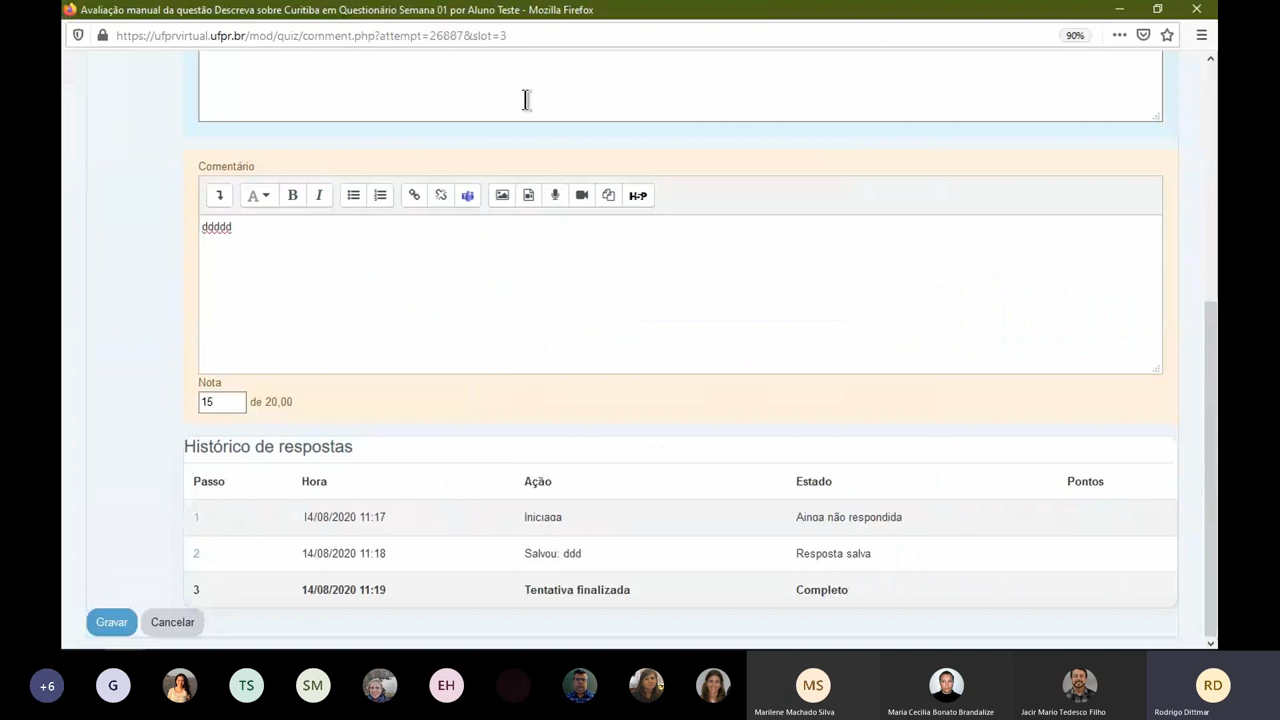 Avaliação manual da questão Descreva sobre Curitiba em Questionário Semana 01 por Aluno Teste - Mozilla Firefox
https://ufprvirtual.ufpr.br/mod/quiz/comment.php?attempt=26887&slot=3
90%
Comentário
A
B
I
H-P
ddddd
Nota
15
de 20,00
Histórico de respostas
Passo Hora Ação Estado Pontos
1 14/08/2020 11:17 Iniciada Ainda não respondida
2 14/08/2020 11:18 Salvou: ddd Resposta salva
3 14/08/2020 11:19 Tentativa finalizada Completo
Gravar Cancelar
+6 G TS SM EH MS RD
Marilene Machado Silva Maria Cecilia Bonato Brandalize Jacir Mario Tedesco Filho Rodrigo Dittmar